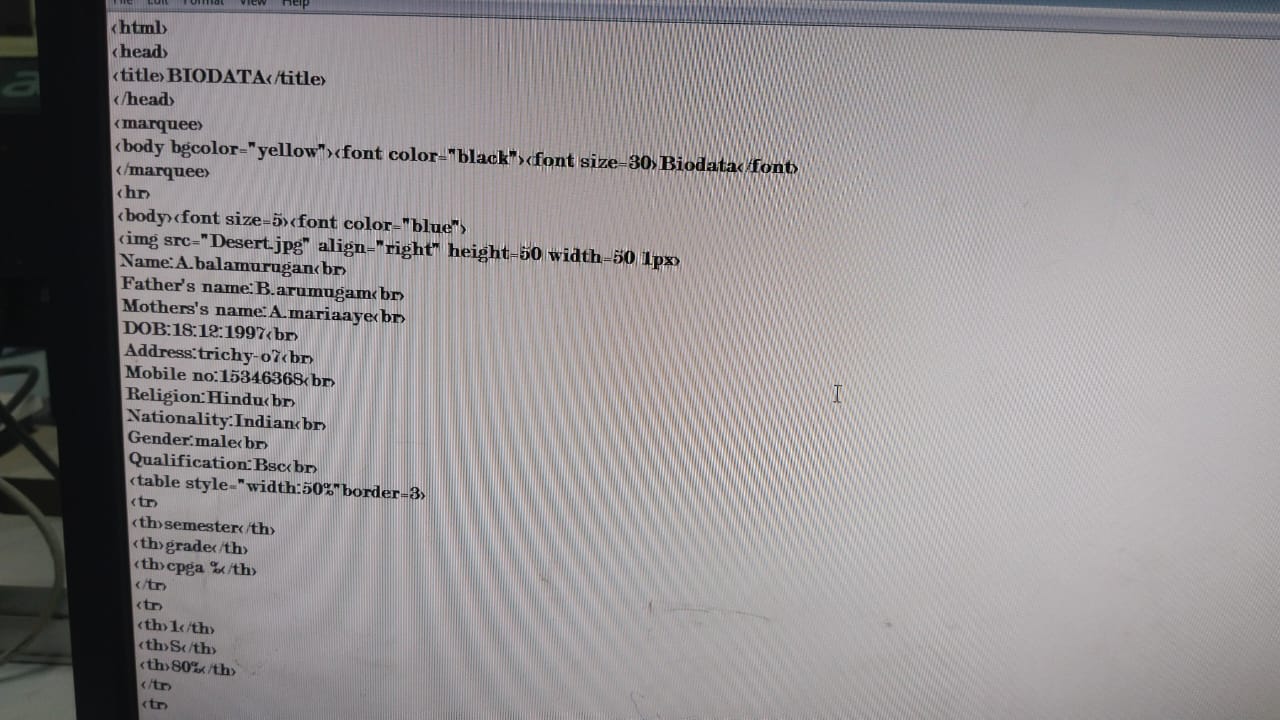 File Edit Format View Help
<html>
<head>
<title>BIODATA</title>
</head>
<marquee>
<body bgcolor="yellow"><font color="black"><font size=30>Biodata</font>
</marquee>
<hr>
<body><font size=5><font color="blue">
<img src="Desert.jpg" align="right" height=50 width=50 1px>
Name:A.balamurugan<br>
Father's name:B.arumugam<br>
Mothers's name:A.mariaaye<br>
DOB:18:12:1997<br>
Address:trichy-o7<br>
Mobile no:15346368<br>
Religion:Hindu<br>
Nationality:Indian<br>
Gender:male<br>
Qualification:Bsc<br>
<table style="width:50%"border=3>
<tr>
<th>semester</th>
<th>grade</th>
<th>cpga %</th>
</tr>
<tr>
<th>1</th>
<th>S</th>
<th>80%</th>
</tr>
<tr>